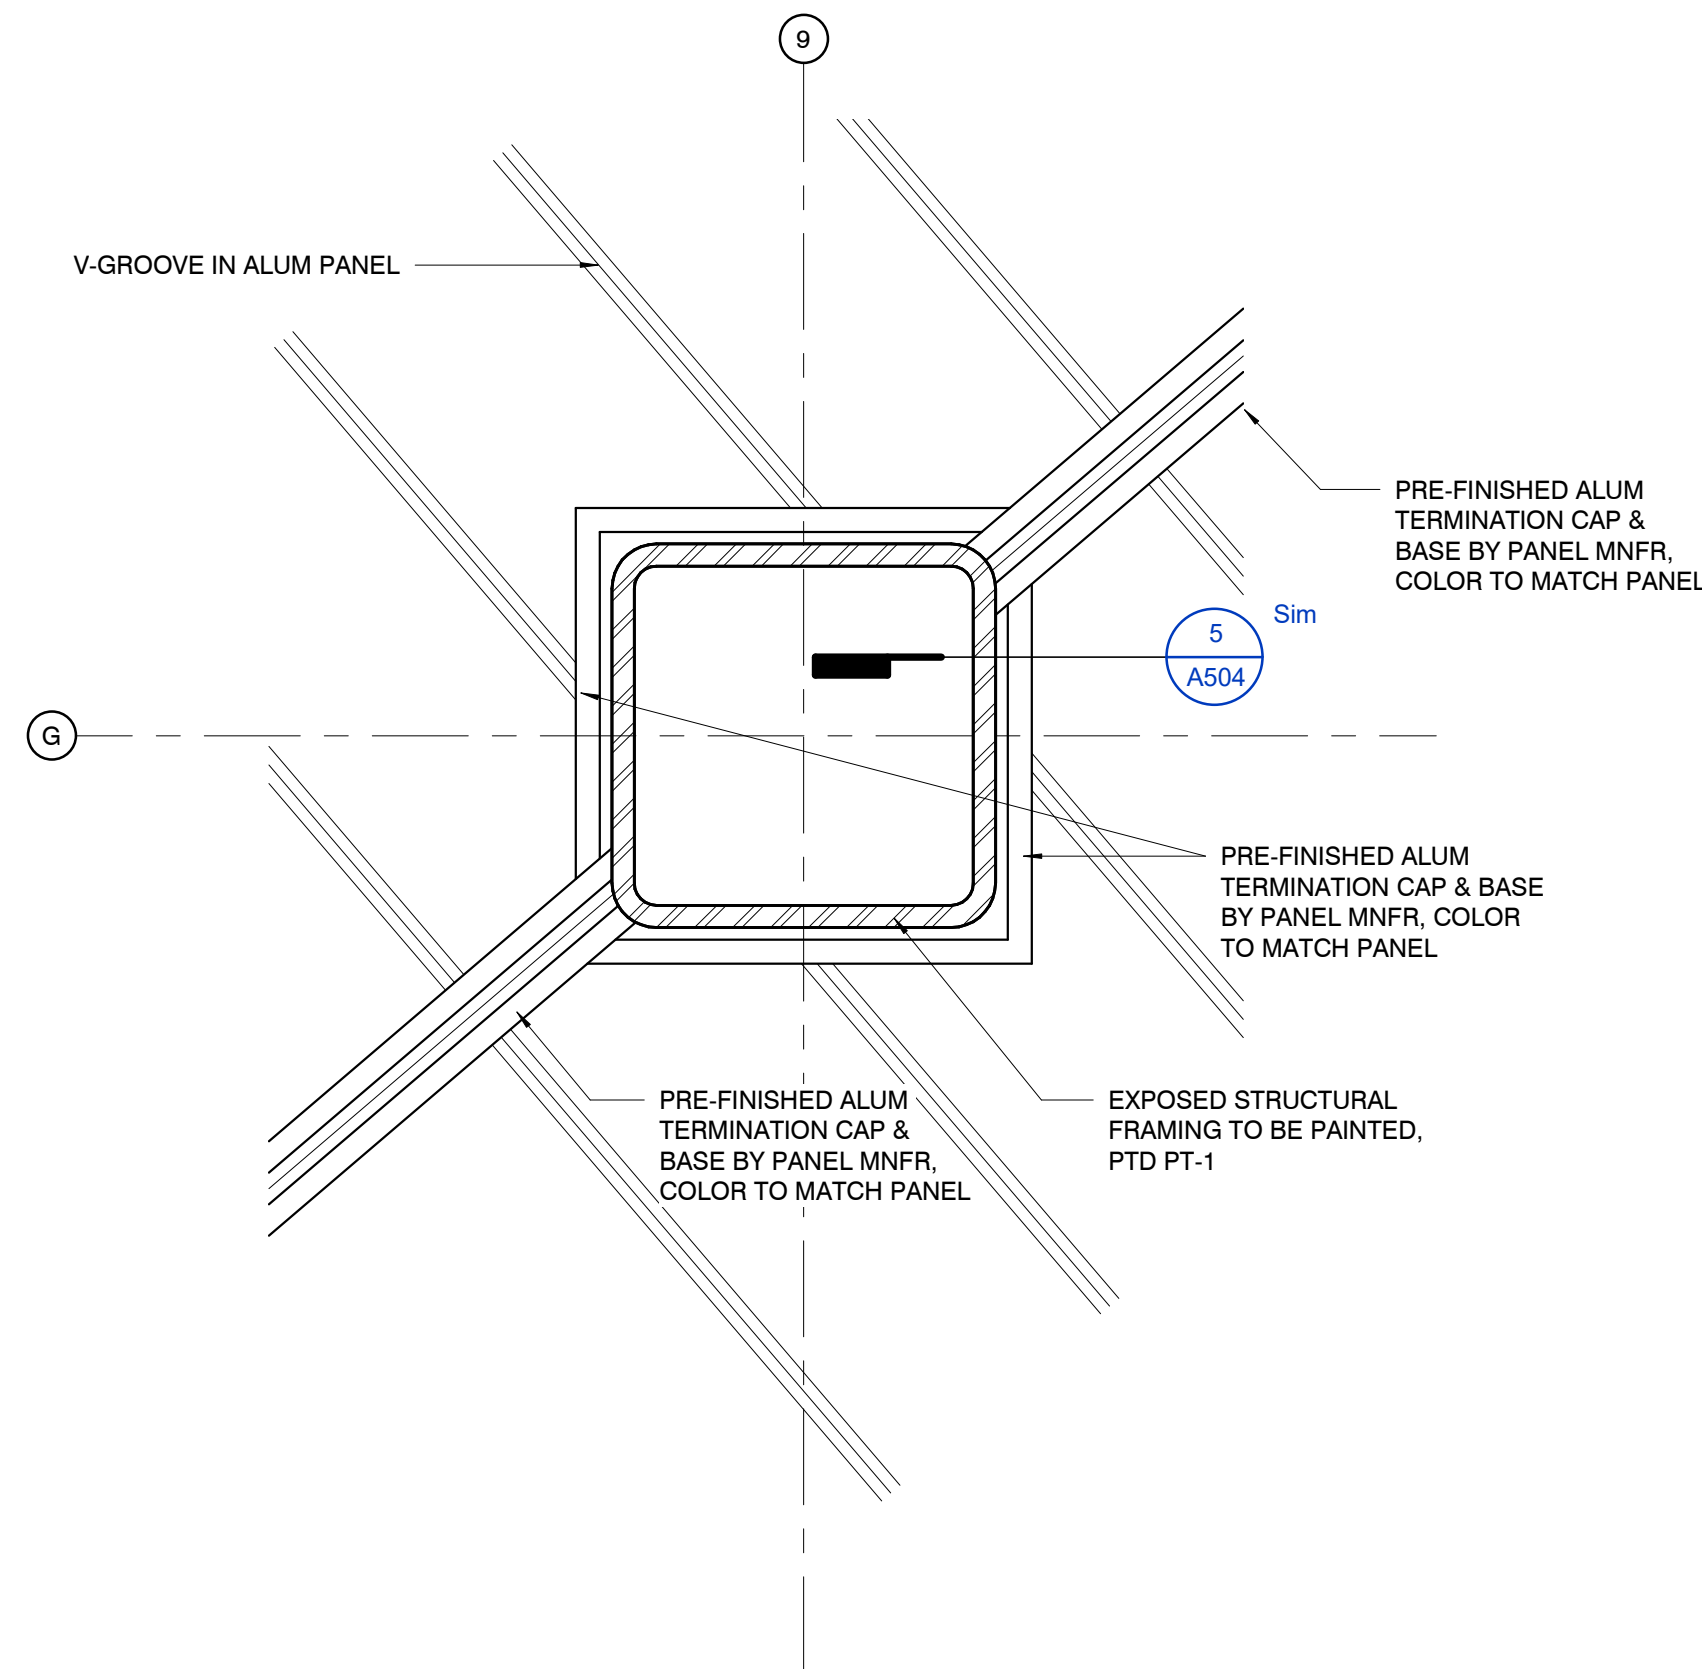 9
V-GROOVE IN ALUM PANEL
PRE-FINISHED ALUM
TERMINATION CAP &
BASE BY PANEL MNFR,
COLOR TO MATCH PANEL
Sim
5
A504
G
PRE-FINISHED ALUM
TERMINATION CAP & BASE
BY PANEL MNFR, COLOR
TO MATCH PANEL
PRE-FINISHED ALUM
TERMINATION CAP &
BASE BY PANEL MNFR,
COLOR TO MATCH PANEL
EXPOSED STRUCTURAL
FRAMING TO BE PAINTED,
PTD PT-1